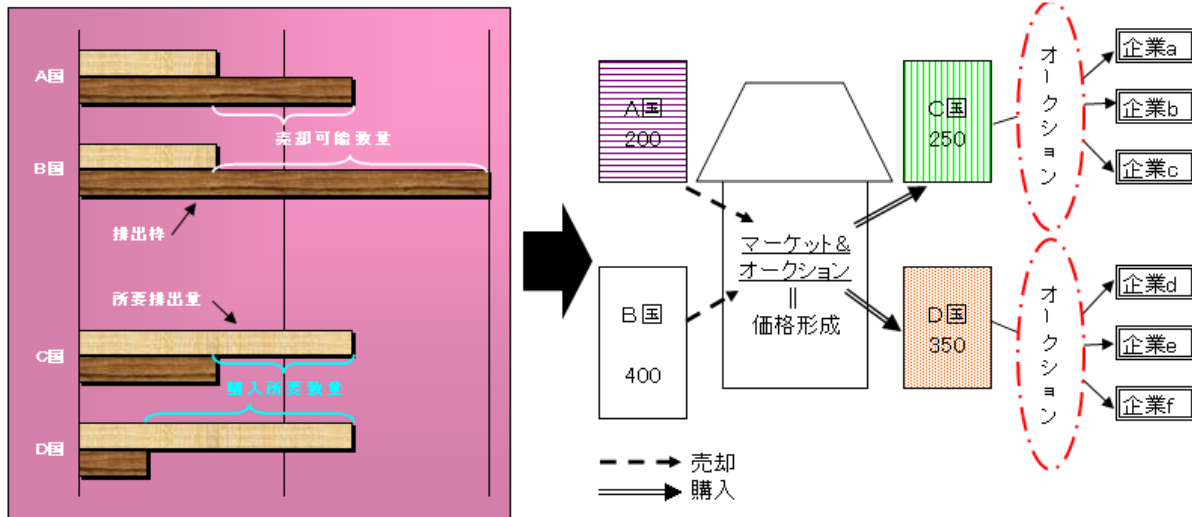 A国
売却可能数量
B国
排出枠
所要排出量
C国
購入所要数量
D国
A国
200
B国
400
マーケット&
オークション
||
価格形成
C国
250
D国
350
オークション
企業a
企業b
企業c
オークション
企業d
企業e
企業f
売却
購入